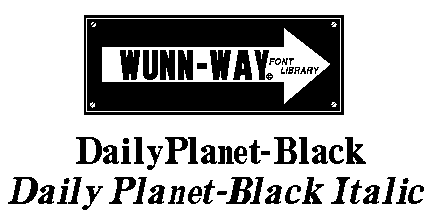 WUNN-WAY® FONT LIBRARY
DailyPlanet-Black
Daily Planet-Black Italic